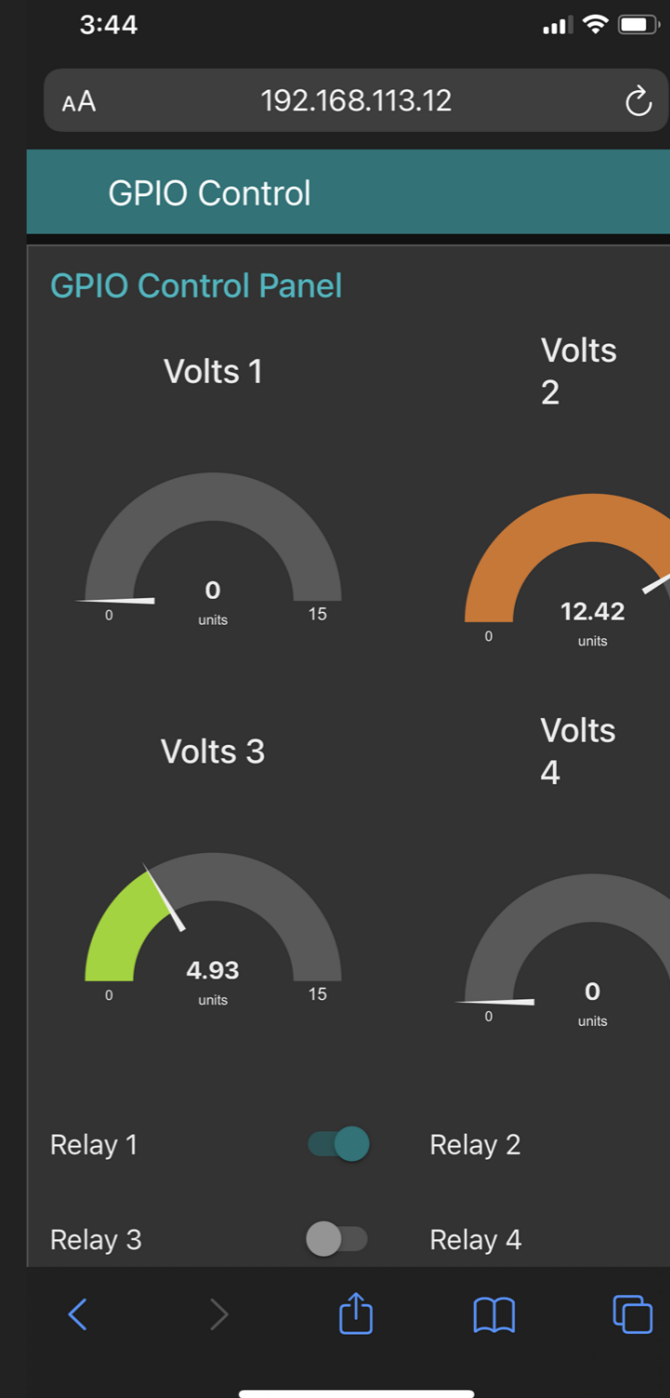 3:44
AA
192.168.113.12
GPIO Control
GPIO Control Panel
Volts 1
Volts
2
0
units
0
15
12.42
units
0
Volts 3
Volts
4
4.93
units
0
15
0
units
0
Relay 1
Relay 2
Relay 3
Relay 4